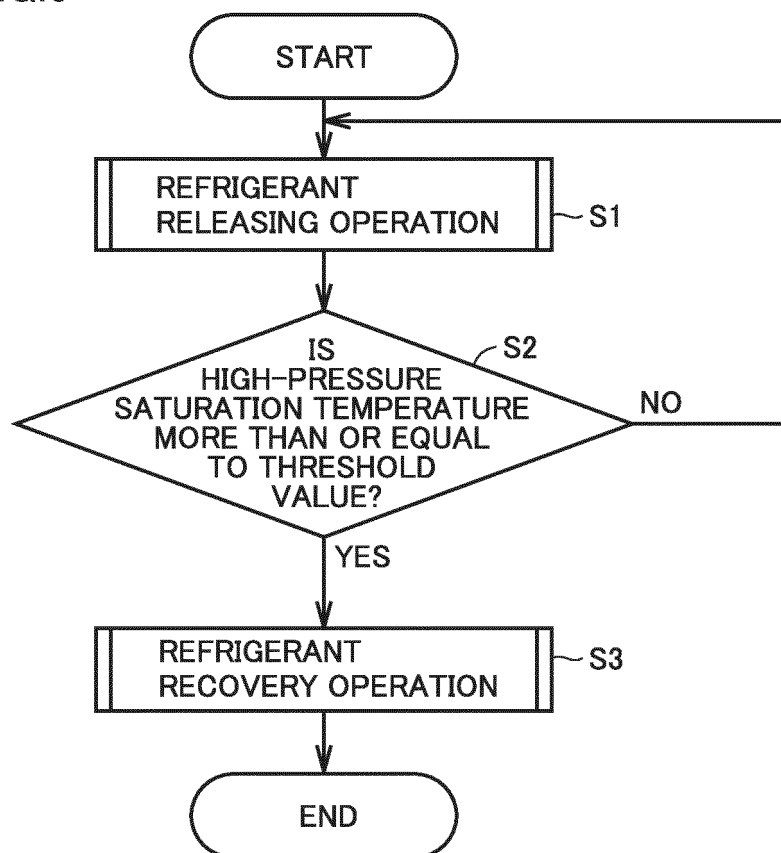 START
REFRIGERANT
RELEASING OPERATION
S1
IS
HIGH-PRESSURE
SATURATION TEMPERATURE
MORE THAN OR EQUAL
TO THRESHOLD
VALUE?
S2
NO
YES
REFRIGERANT
RECOVERY OPERATION
S3
END